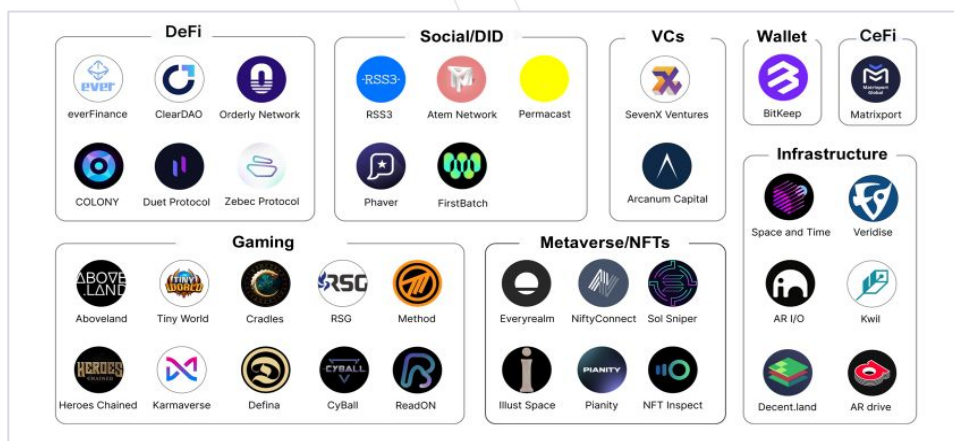 DeFi
ever
everFinance
ClearDAO
Orderly Network
COLONY
Duet Protocol
Zebec Protocol
Social/DID
·RSS3·
RSS3
Atem Network
Permacast
Phaver
FirstBatch
VCs
SevenX Ventures
Arcanum Capital
Wallet
BitKeep
CeFi
Matrixport
Global
Matrixport
Gaming
ABOVE
.LAND
Aboveland
TINY
WORLD
Tiny World
Cradles
RSG
RSG
Method
HEROES
CHAINED
Heroes Chained
Karmaverse
Defina
CYBALL
CyBall
ReadON
Metaverse/NFTs
Everyrealm
NiftyConnect
Sol Sniper
Illust Space
PIANITY
Pianity
NFT Inspect
Infrastructure
Space and Time
Veridise
AR I/O
Kwil
Decent.land
AR drive